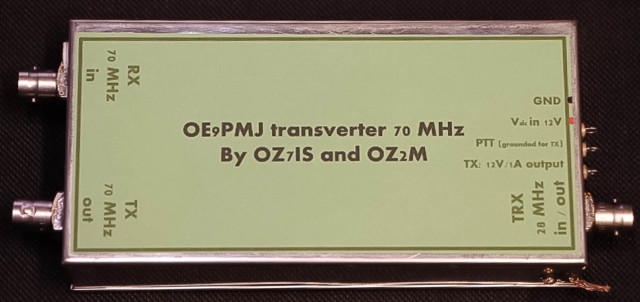 RX
70 MHz
in
OE9PMJ transverter 70 MHz
By OZ7IS and OZ2M
TX
70 MHz
out
GND
Vdc in 12V
PTT (grounded for TX)
TX: 12V/1A output
TRX
28 MHz
in / out